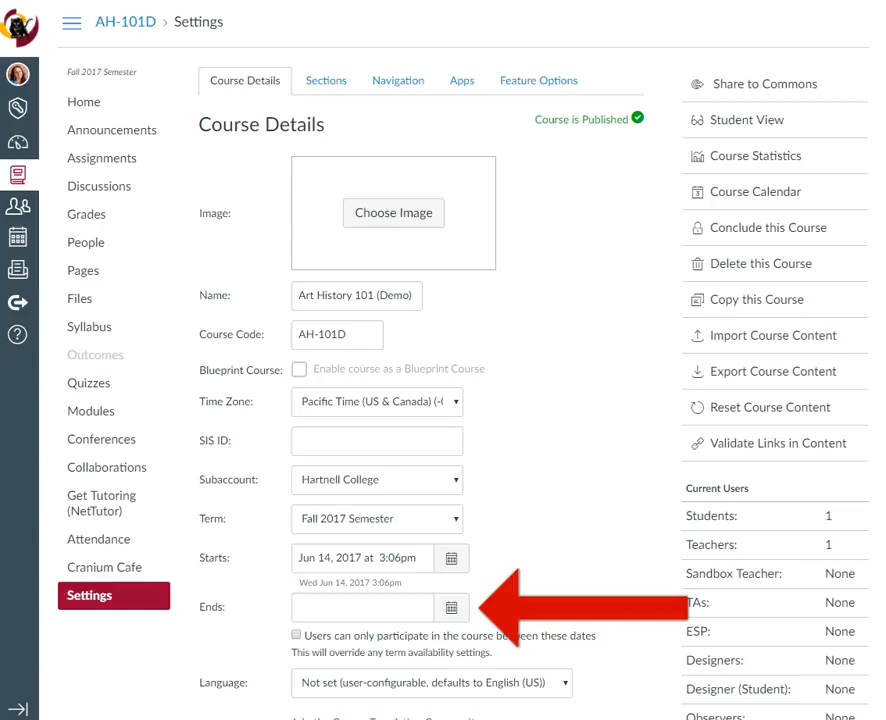 AH-101D › Settings
Fall 2017 Semester
Home
Announcements
Assignments
Discussions
Grades
People
Pages
Files
Syllabus
Outcomes
Quizzes
Modules
Conferences
Collaborations
Get Tutoring
(NetTutor)
Attendance
Cranium Cafe
Settings
Course Details
Sections
Navigation
Apps
Feature Options
Course Details
Course is Published
Image:
Choose Image
Name:
Art History 101 (Demo)
Course Code:
AH-101D
Blueprint Course:
Enable course as a Blueprint Course
Time Zone:
Pacific Time (US & Canada) (-0
SIS ID:
Subaccount:
Hartnell College
Term:
Fall 2017 Semester
Starts:
Jun 14, 2017 at 3:06pm
Wed Jun 14, 2017 3:06pm
Ends:
Users can only participate in the course between these dates
This will override any term availability settings.
Language:
Not set (user-configurable, defaults to English (US))
Share to Commons
Student View
Course Statistics
Course Calendar
Conclude this Course
Delete this Course
Copy this Course
Import Course Content
Export Course Content
Reset Course Content
Validate Links in Content
Current Users
Students: 1
Teachers: 1
Sandbox Teacher: None
TAs: None
ESP: None
Designers: None
Designer (Student): None
Observers: None